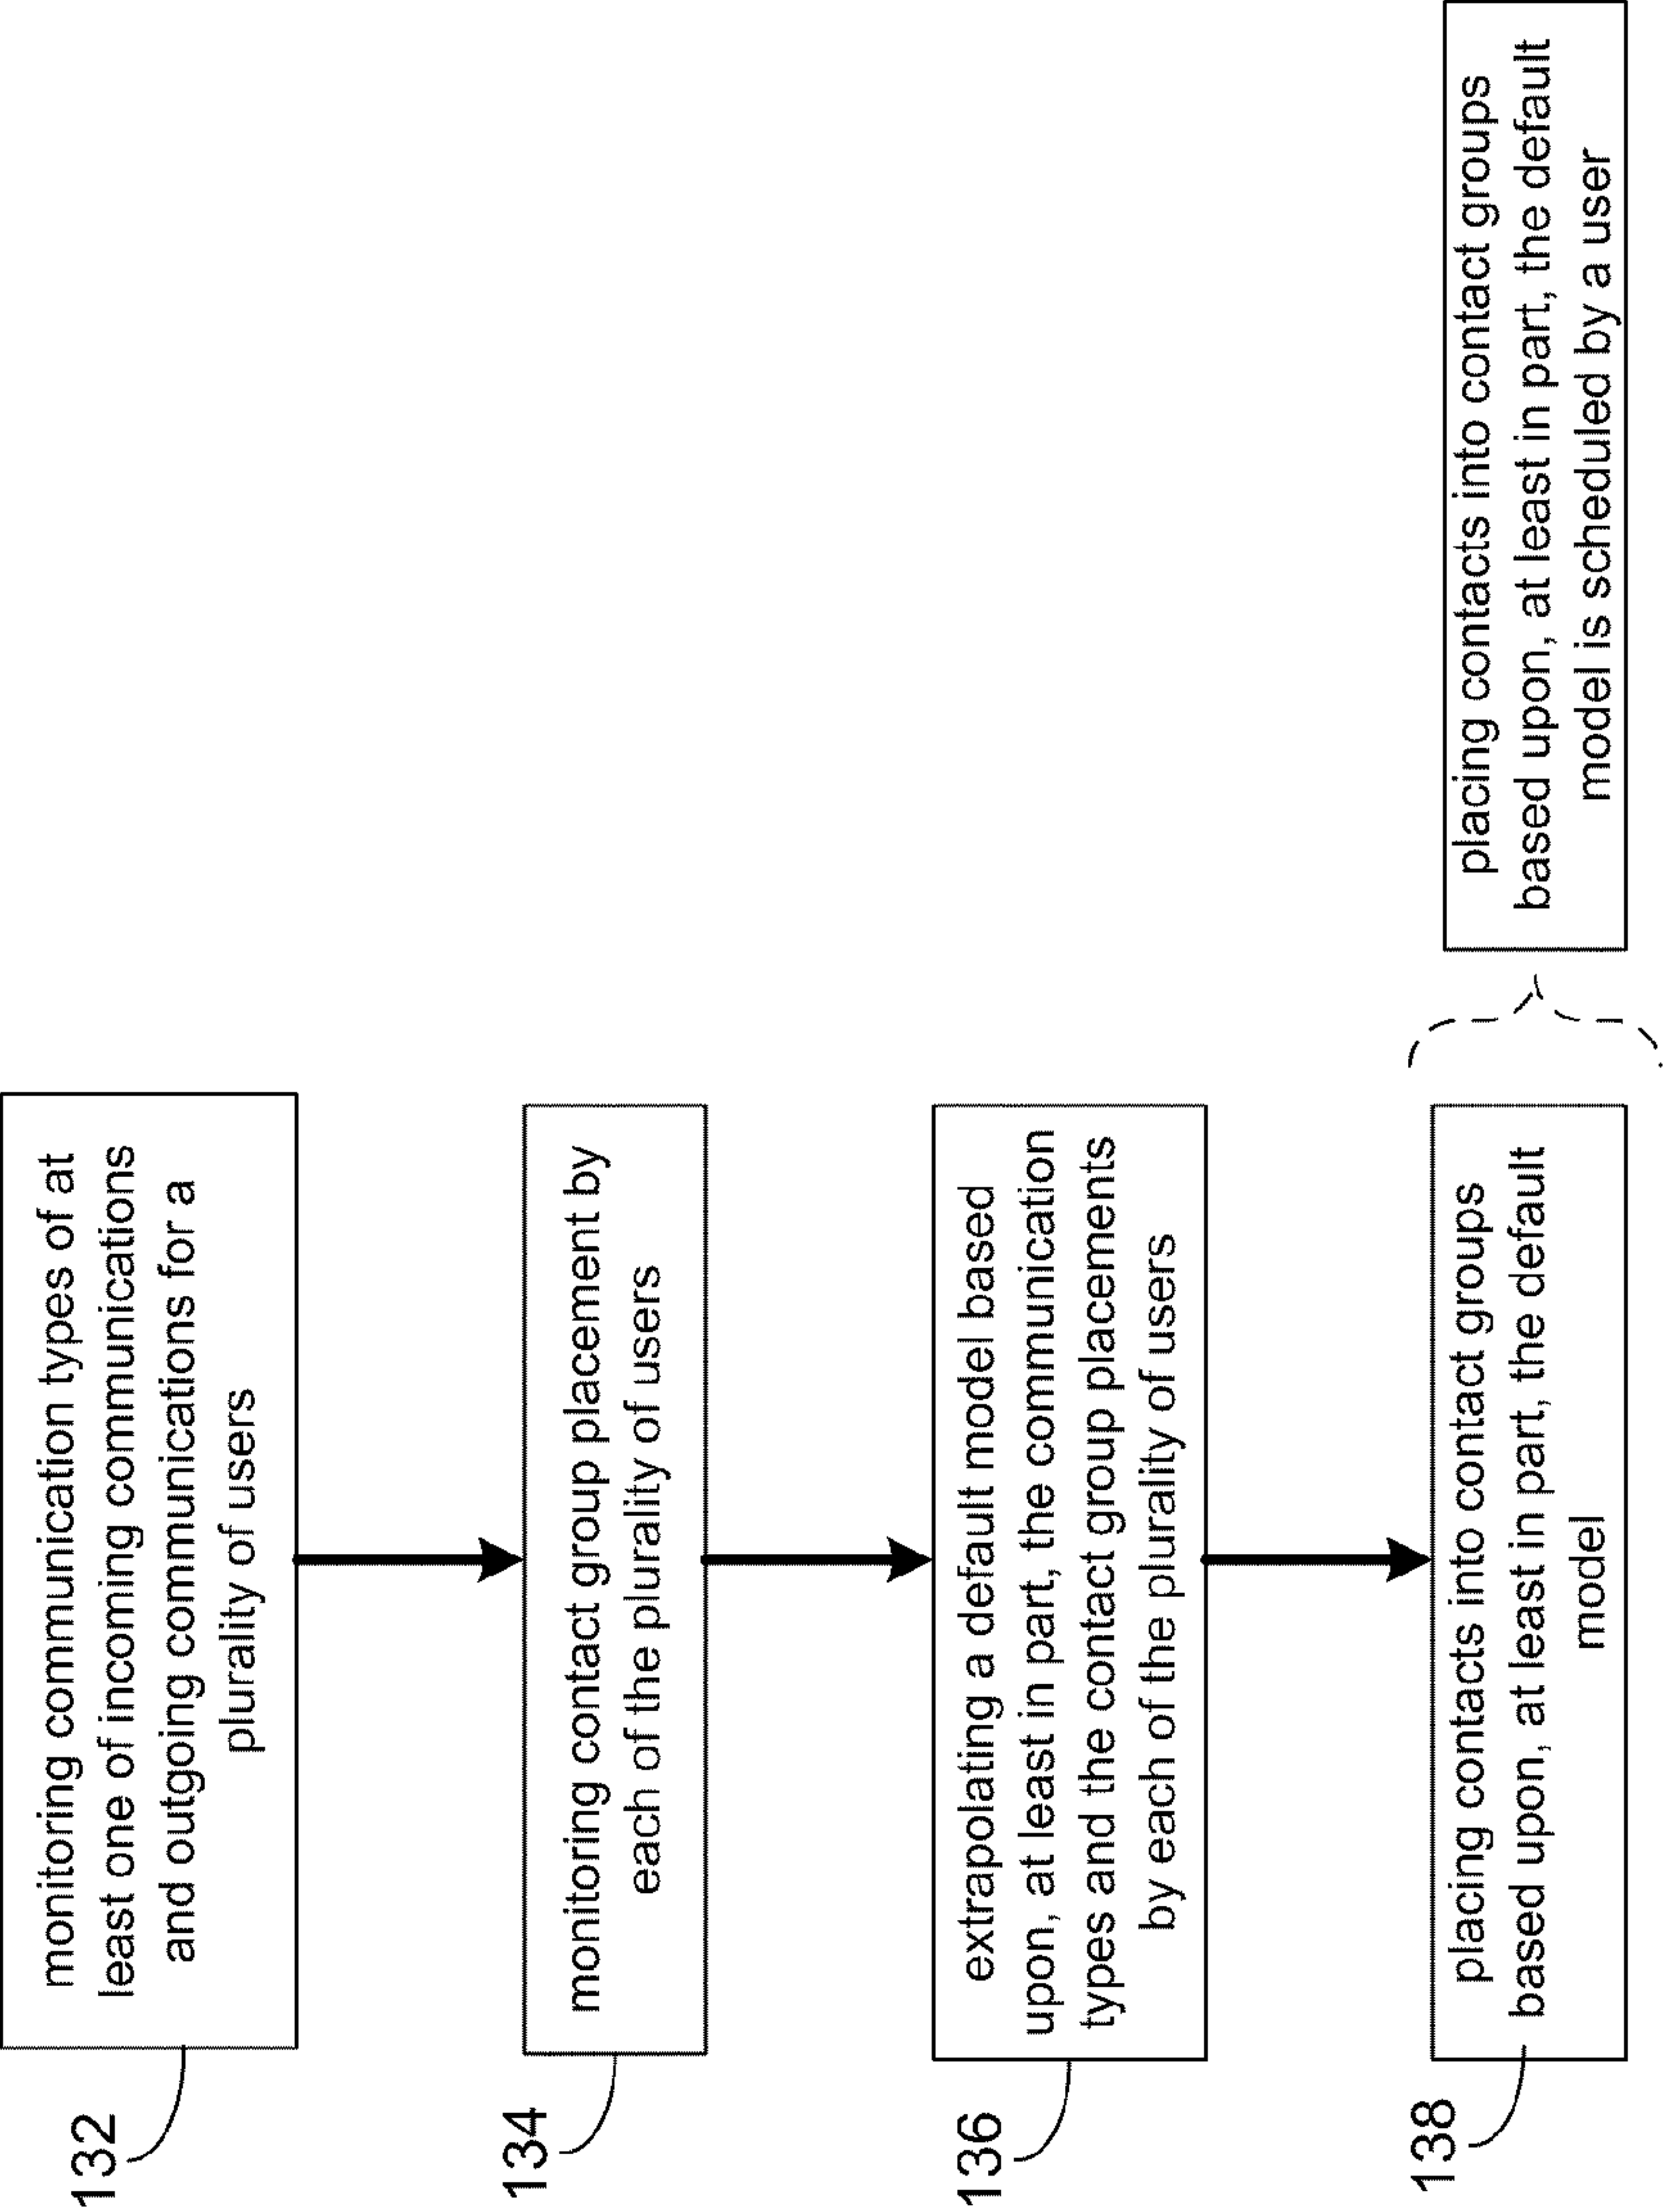 132
monitoring communication types of at
least one of incoming communications
and outgoing communications for a
plurality of users
134
monitoring contact group placement by
each of the plurality of users
136
extrapolating a default model based
upon, at least in part, the communication
types and the contact group placements
by each of the plurality of users
138
placing contacts into contact groups
based upon, at least in part, the default
model
placing contacts into contact groups
based upon, at least in part, the default
model is scheduled by a user